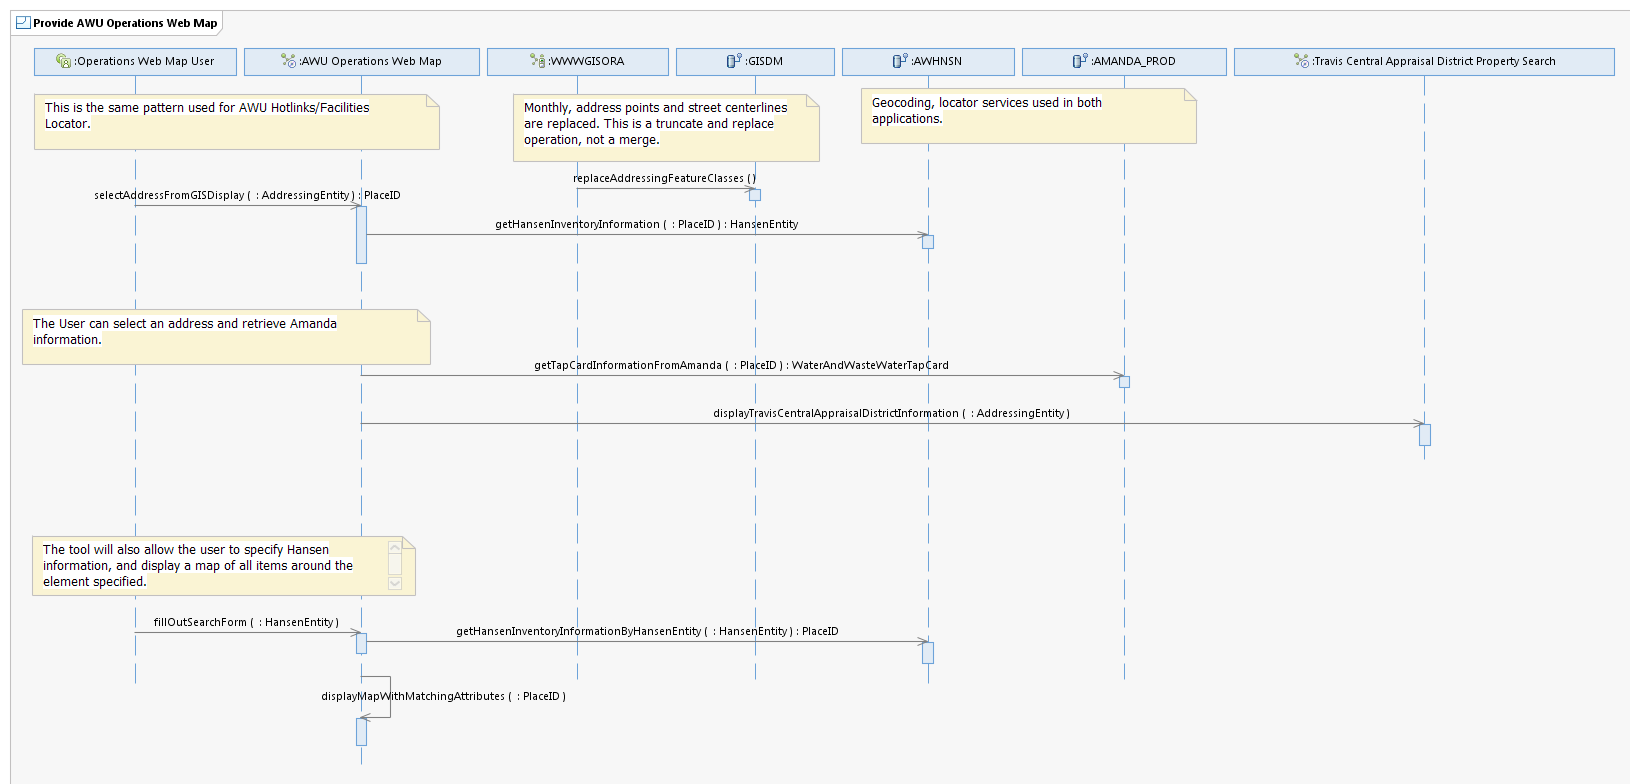 Provide AWU Operations Web Map
:Operations Web Map User
:AWU Operations Web Map
:WWWGISORA
:GISDM
:AWHNSN
:AMANDA_PROD
:Travis Central Appraisal District Property Search
This is the same pattern used for AWU Hotlinks/Facilities
Locator.
Monthly, address points and street centerlines
are replaced. This is a truncate and replace
operation, not a merge.
Geocoding, locator services used in both
applications.
replaceAddressingFeatureClasses ( )
selectAddressFromGISDisplay ( : AddressingEntity ) : PlaceID
getHansenInventoryInformation ( : PlaceID ) : HansenEntity
The User can select an address and retrieve Amanda
information.
getTapCardInformationFromAmanda ( : PlaceID ) : WaterAndWasteWaterTapCard
displayTravisCentralAppraisalDistrictInformation ( : AddressingEntity )
The tool will also allow the user to specify Hansen
information, and display a map of all items around the
element specified.
fillOutSearchForm ( : HansenEntity )
getHansenInventoryInformationByHansenEntity ( : HansenEntity ) : PlaceID
displayMapWithMatchingAttributes ( : PlaceID )